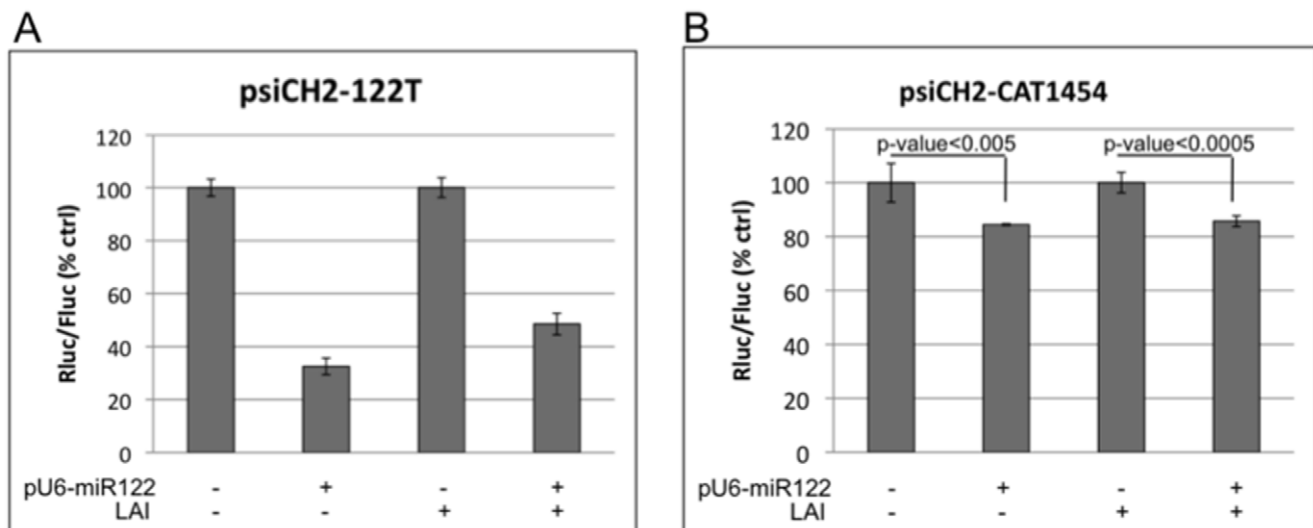 A
psiCH2-122T
Rluc/Fluc (% ctrl)
120
100
80
60
40
20
0
pU6-miR122 - + - +
LAI - - + +
B
psiCH2-CAT1454
Rluc/Fluc (% ctrl)
120
100
80
60
40
20
0
p-value<0.005 p-value<0.0005
pU6-miR122 - + - +
LAI - - + +